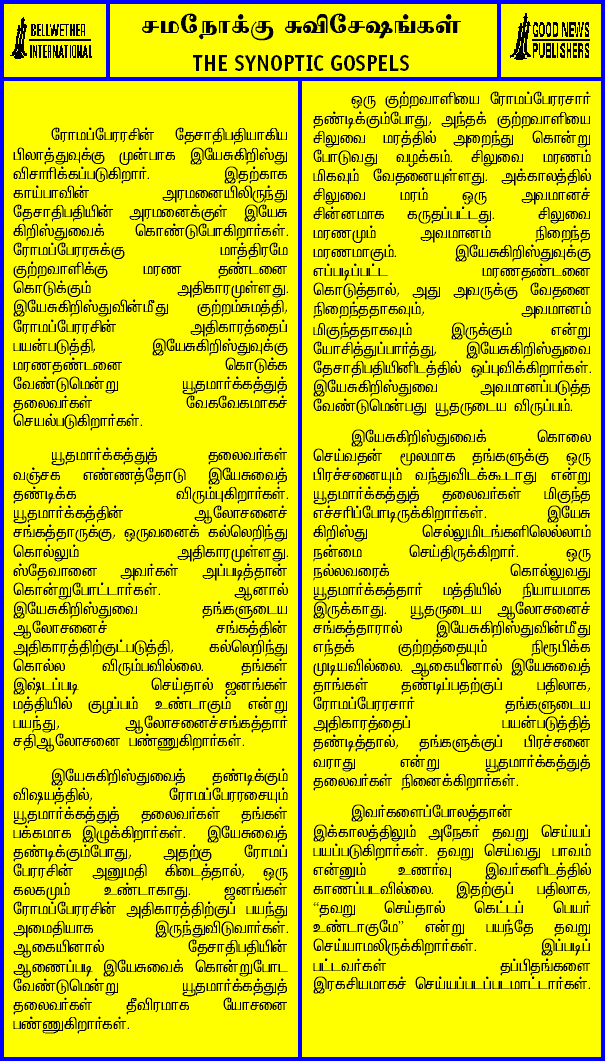 BELLWETHER
INTERNATIONAL
சமநோக்கு சுவிசேஷங்கள்
THE SYNOPTIC GOSPELS
GOOD NEWS
PUBLISHERS
ரோமப்பேரரசின் தேசாதிபதியாகிய
பிலாத்துவுக்கு முன்பாக இயேசுகிறிஸ்து
விசாரிக்கப்படுகிறார். இதற்காக
காய்பாவின் அரமனையிலிருந்து
தேசாதிபதியின் அரமனைக்குள் இயேசு
கிறிஸ்துவைக் கொண்டுபோகிறார்கள்.
ரோமப்பேரரசுக்கு மாத்திரமே
குற்றவாளிக்கு மரண தண்டனை
கொடுக்கும் அதிகாரமுள்ளது.
இயேசுகிறிஸ்துவின்மீது குற்றம்சுமத்தி,
ரோமப்பேரரசின் அதிகாரத்தைப்
பயன்படுத்தி, இயேசுகிறிஸ்துவுக்கு
மரணதண்டனை கொடுக்க
வேண்டுமென்று யூதமார்க்கத்துத்
தலைவர்கள் வேகவேகமாகச்
செயல்படுகிறார்கள்.
யூதமார்க்கத்துத் தலைவர்கள்
வஞ்சக எண்ணத்தோடு இயேசுவைத்
தண்டிக்க விரும்புகிறார்கள்.
யூதமார்க்கத்தின் ஆலோசனைச்
சங்கத்தாருக்கு, ஒருவனைக் கல்லெறிந்து
கொல்லும் அதிகாரமுள்ளது.
ஸ்தேவானை அவர்கள் அப்படித்தான்
கொன்றுபோட்டார்கள். ஆனால்
இயேசுகிறிஸ்துவை தங்களுடைய
ஆலோசனைச் சங்கத்தின்
அதிகாரத்திற்குட்படுத்தி, கல்லெறிந்து
கொல்ல விரும்பவில்லை. தங்கள்
இஷ்டப்படி செய்தால் ஜனங்கள்
மத்தியில் குழப்பம் உண்டாகும் என்று
பயந்து, ஆலோசனைச்சங்கத்தார்
சதிஆலோசனை பண்ணுகிறார்கள்.
இயேசுகிறிஸ்துவைத் தண்டிக்கும்
விஷயத்தில், ரோமப்பேரரசையும்
யூதமார்க்கத்துத் தலைவர்கள் தங்கள்
பக்கமாக இழுக்கிறார்கள். இயேசுவைத்
தண்டிக்கும்போது, அதற்கு ரோமப்
பேரரசின் அனுமதி கிடைத்தால், ஒரு
கலகமும் உண்டாகாது. ஜனங்கள்
ரோமப்பேரரசின் அதிகாரத்திற்குப் பயந்து
அமைதியாக இருந்துவிடுவார்கள்.
ஆகையினால் தேசாதிபதியின்
ஆணைப்படி இயேசுவைக் கொன்றுபோட
வேண்டுமென்று யூதமார்க்கத்துத்
தலைவர்கள் தீவிரமாக யோசனை
பண்ணுகிறார்கள்.
ஒரு குற்றவாளியை ரோமப்பேரரசார்
தண்டிக்கும்போது, அந்தக் குற்றவாளியை
சிலுவை மரத்தில் அறைந்து கொன்று
போடுவது வழக்கம். சிலுவை மரணம்
மிகவும் வேதனையுள்ளது. அக்காலத்தில்
சிலுவை மரம் ஒரு அவமானச்
சின்னமாக கருதப்பட்டது. சிலுவை
மரணமும் அவமானம் நிறைந்த
மரணமாகும். இயேசுகிறிஸ்துவுக்கு
எப்படிப்பட்ட மரணதண்டனை
கொடுத்தால், அது அவருக்கு வேதனை
நிறைந்ததாகவும், அவமானம்
மிகுந்ததாகவும் இருக்கும் என்று
யோசித்துப்பார்த்து, இயேசுகிறிஸ்துவை
தேசாதிபதியினிடத்தில் ஒப்புவிக்கிறார்கள்.
இயேசுகிறிஸ்துவை அவமானப்படுத்த
வேண்டுமென்பது யூதருடைய விருப்பம்.
இயேசுகிறிஸ்துவைக் கொலை
செய்வதன் மூலமாக தங்களுக்கு ஒரு
பிரச்சனையும் வந்துவிடக்கூடாது என்று
யூதமார்க்கத்துத் தலைவர்கள் மிகுந்த
எச்சரிப்போடிருக்கிறார்கள். இயேசு
கிறிஸ்து செல்லுமிடங்களிலெல்லாம்
நன்மை செய்திருக்கிறார். ஒரு
நல்லவரைக் கொல்லுவது
யூதமார்க்கத்தார் மத்தியில் நியாயமாக
இருக்காது. யூதருடைய ஆலோசனைச்
சங்கத்தாரால் இயேசுகிறிஸ்துவின்மீது
எந்தக் குற்றத்தையும் நிரூபிக்க
முடியவில்லை. ஆகையினால் இயேசுவைத்
தாங்கள் தண்டிப்பதற்குப் பதிலாக,
ரோமப்பேரரசார் தங்களுடைய
அதிகாரத்தைப் பயன்படுத்தித்
தண்டித்தால், தங்களுக்குப் பிரச்சனை
வராது என்று யூதமார்க்கத்துத்
தலைவர்கள் நினைக்கிறார்கள்.
இவர்களைப்போலத்தான்
இக்காலத்திலும் அநேகர் தவறு செய்யப்
பயப்படுகிறார்கள். தவறு செய்வது பாவம்
என்னும் உணர்வு இவர்களிடத்தில்
காணப்படவில்லை. இதற்குப் பதிலாக,
“தவறு செய்தால் கெட்டப் பெயர்
உண்டாகுமே” என்று பயந்தே தவறு
செய்யாமலிருக்கிறார்கள். இப்படிப்
பட்டவர்கள் தப்பிதங்களை
இரகசியமாகச் செய்யப்படப்படமாட்டார்கள்.